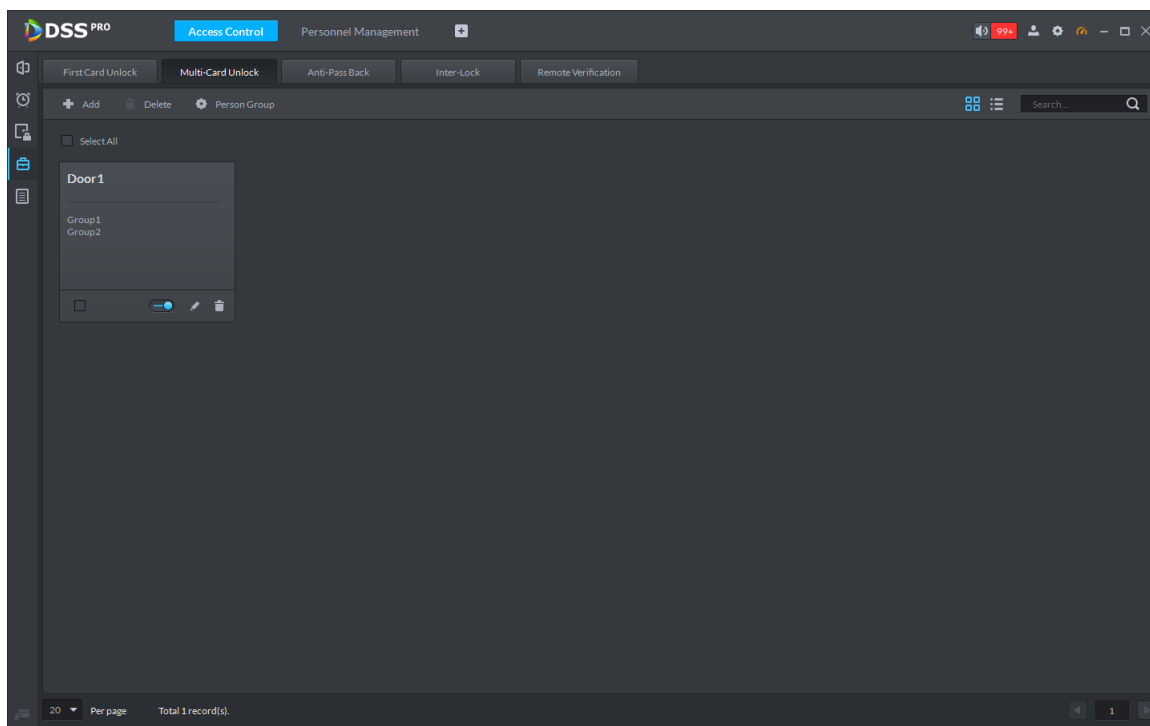 DSS PRO Access Control Personnel Management 99+
First Card Unlock Multi-Card Unlock Anti-Pass Back Inter-Lock Remote Verification
Add Delete Person Group Search...
Select All
Door1
Group1
Group2
20 Per page Total 1 record(s). 1